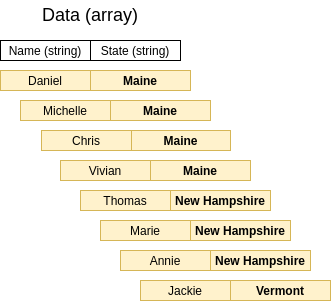 Data (array)
Name (string) State (string)
Daniel Maine
Michelle Maine
Chris Maine
Vivian Maine
Thomas New Hampshire
Marie New Hampshire
Annie New Hampshire
Jackie Vermont